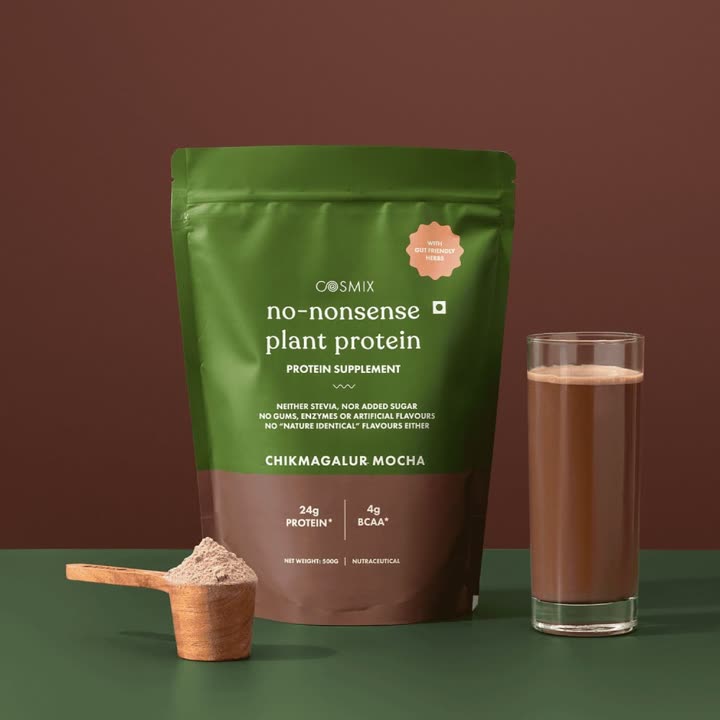 WITH
GUT FRIENDLY
HERBS
COSMIX
no-nonsense
plant protein
PROTEIN SUPPLEMENT
NEITHER STEVIA, NOR ADDED SUGAR
NO GUMS, ENZYMES OR ARTIFICIAL FLAVOURS
NO “NATURE IDENTICAL” FLAVOURS EITHER
CHIKMAGALUR MOCHA
24g PROTEIN*
4g BCAA*
NET WEIGHT: 500G | NUTRACEUTICAL